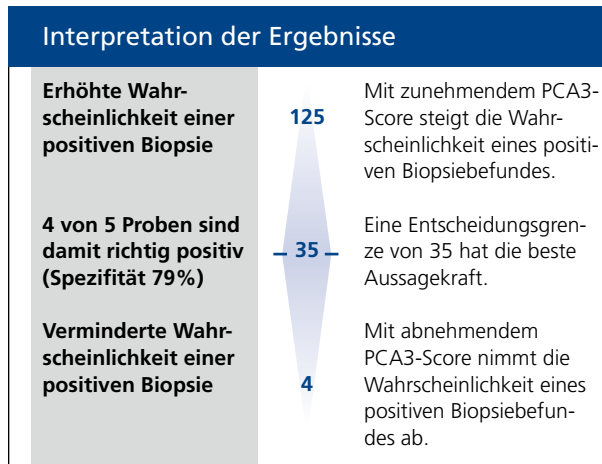 Interpretation der Ergebnisse
Erhöhte Wahr-
scheinlichkeit einer
positiven Biopsie
125
Mit zunehmendem PCA3-
Score steigt die Wahr-
scheinlichkeit eines positi-
ven Biopsiebefundes.
4 von 5 Proben sind
damit richtig positiv
(Spezifität 79%)
– 35 –
Eine Entscheidungsgren-
ze von 35 hat die beste
Aussagekraft.
Verminderte Wahr-
scheinlichkeit einer
positiven Biopsie
4
Mit abnehmendem
PCA3-Score nimmt die
Wahrscheinlichkeit eines
positiven Biopsiebefun-
des ab.